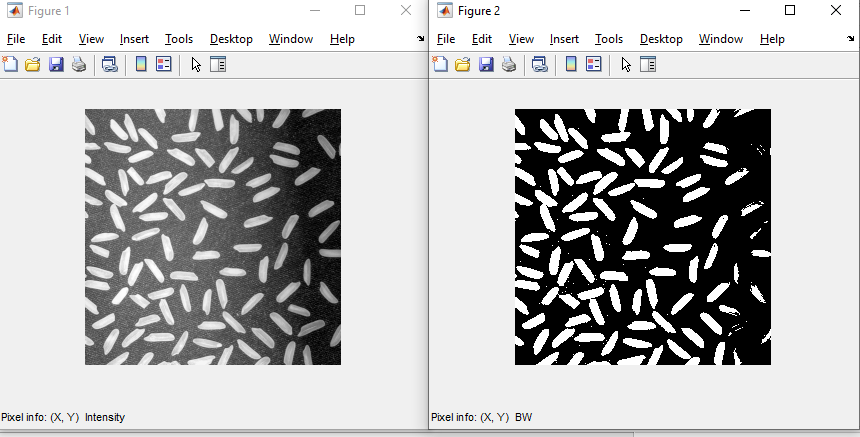 Figure 1
File Edit View Insert Tools Desktop Window Help
Pixel info: (X, Y) Intensity
Figure 2
File Edit View Insert Tools Desktop Window Help
Pixel info: (X, Y) BW